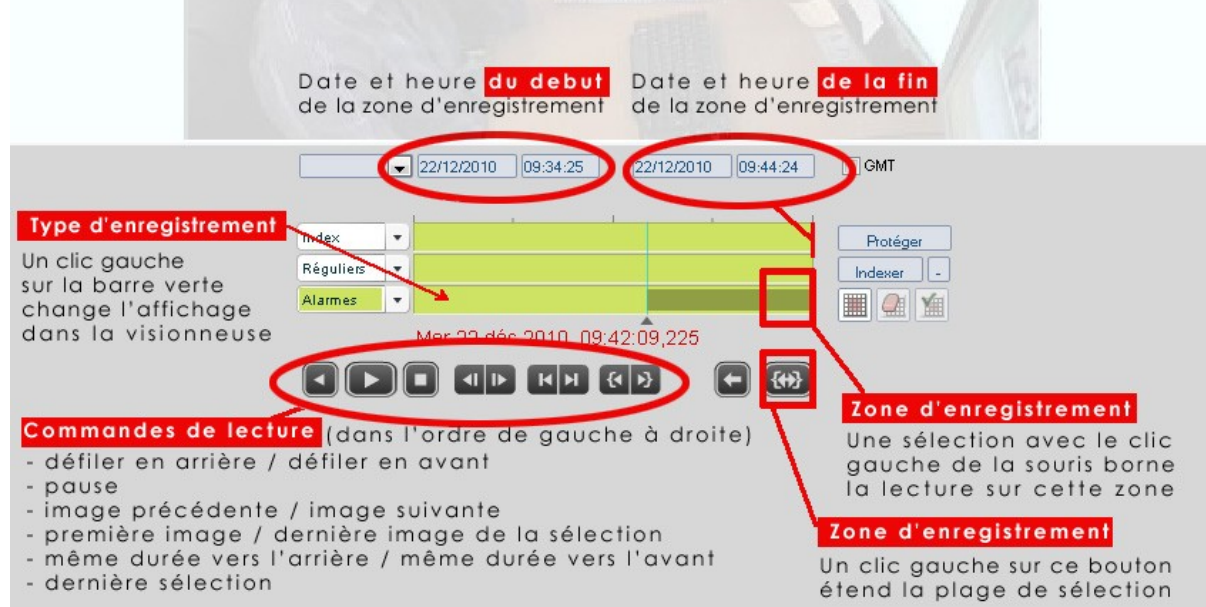 Date et heure du debut
de la zone d'enregistrement
Date et heure de la fin
de la zone d'enregistrement
22/12/2010 09:34:25 22/12/2010 09:44:24 GMT
Type d'enregistrement
Un clic gauche
sur la barre verte
change l'affichage
dans la visionneuse
Index
Réguliers
Alarmes
Protéger
Indexer -
Mer 22 déc 2010, 09:42:09,225
Commandes de lecture (dans l'ordre de gauche à droite)
- défiler en arrière / défiler en avant
- pause
- image précédente / image suivante
- première image / dernière image de la sélection
- même durée vers l'arrière / même durée vers l'avant
- dernière sélection
Zone d'enregistrement
Une sélection avec le clic
gauche de la souris borne
la lecture sur cette zone
Zone d'enregistrement
Un clic gauche sur ce bouton
étend la plage de sélection